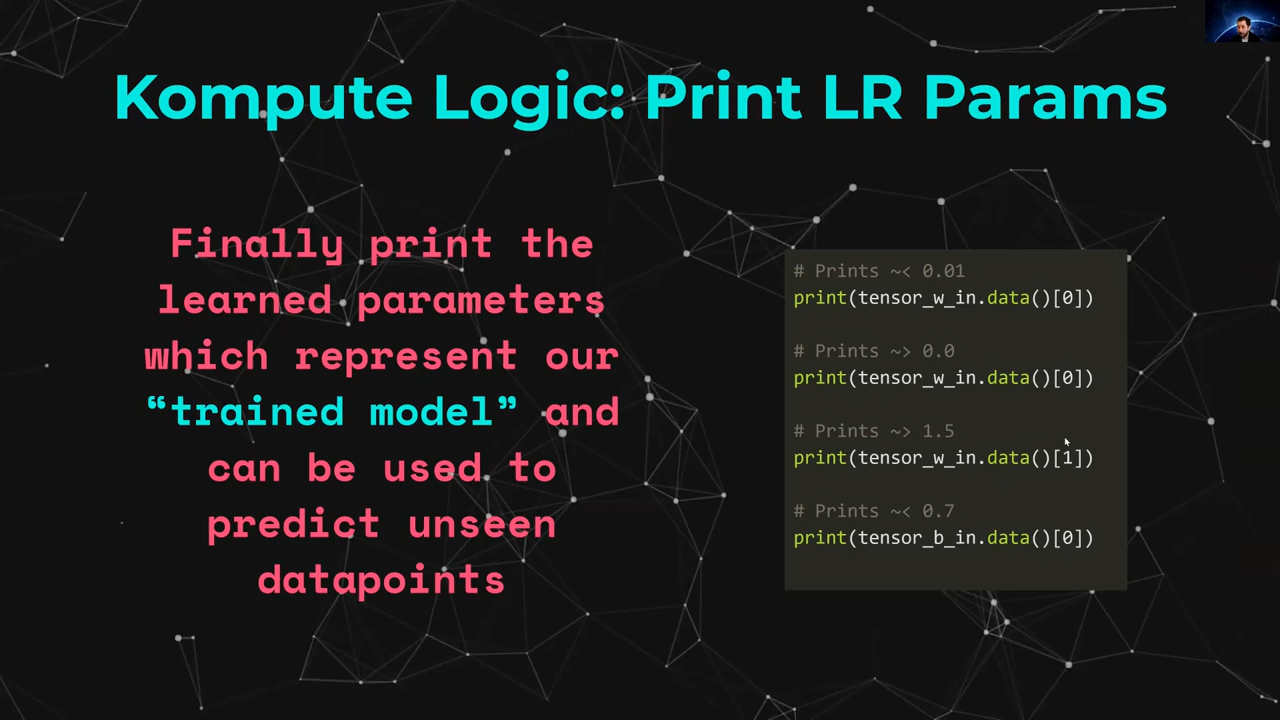 Kompute Logic: Print LR Params
Finally print the
learned parameters
which represent our
“trained model” and
can be used to
predict unseen
datapoints
# Prints ~< 0.01
print(tensor_w_in.data()[0])
# Prints ~> 0.0
print(tensor_w_in.data()[0])
# Prints ~> 1.5
print(tensor_w_in.data()[1])
# Prints ~< 0.7
print(tensor_b_in.data()[0])